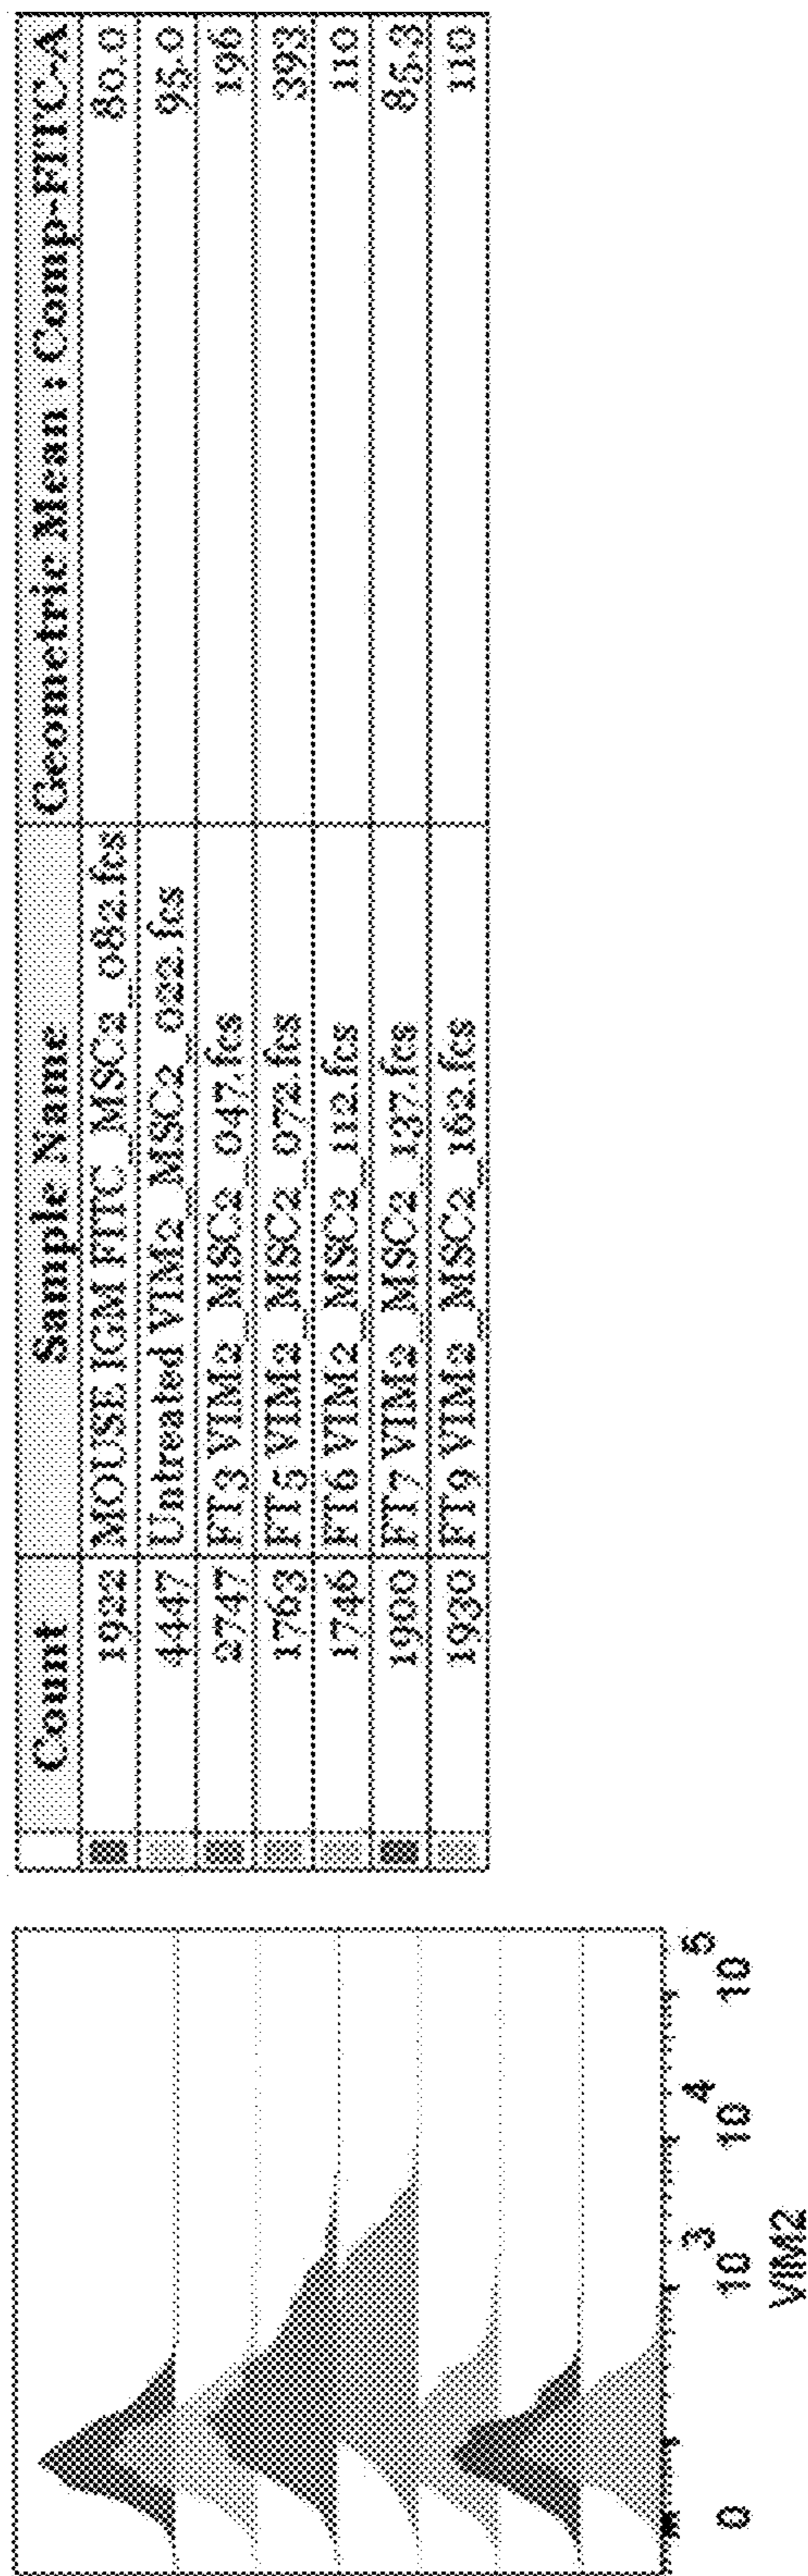 Count Sample Name Geometric Mean : Comp-FITC-A
1922 MOUSE IGM FITC_MSC2_082.fcs 80.0
4447 Untreated VIM2_MSC2_022.fcs 95.0
2747 FT3 VIM2_MSC2_047.fcs 196
1763 FT5 VIM2_MSC2_072.fcs 393
1746 FT6 VIM2_MSC2_112.fcs 110
1900 FT7 VIM2_MSC2_137.fcs 85.3
1930 FT9 VIM2_MSC2_162.fcs 110
0 10 3 10 4 10 5
VIM2